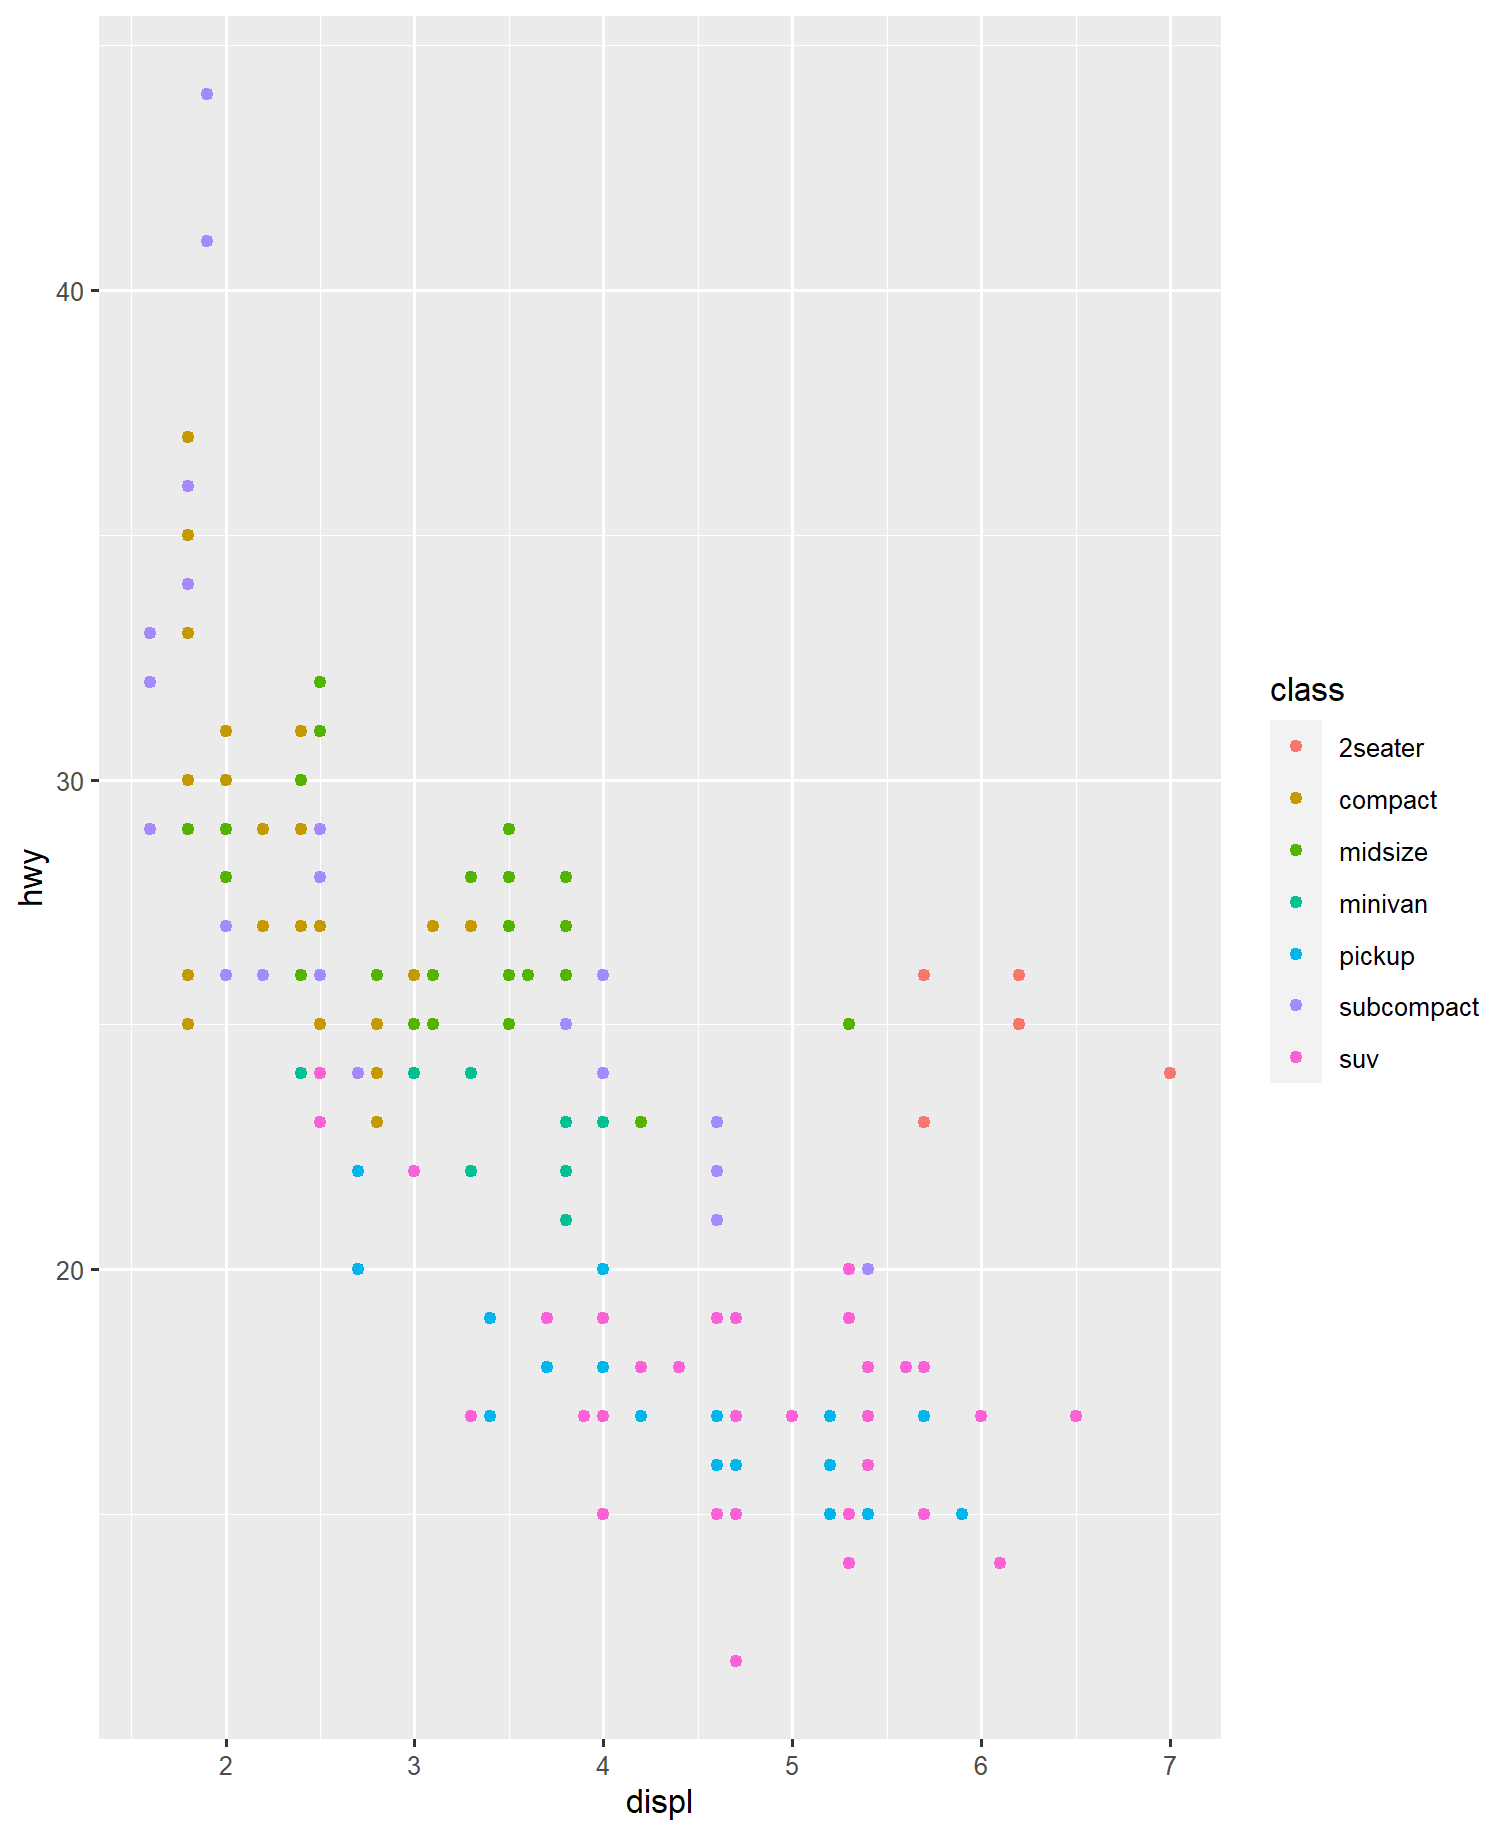 40
30
20
hwy
2
3
4
5
6
7
displ
class
2seater
compact
midsize
minivan
pickup
subcompact
suv